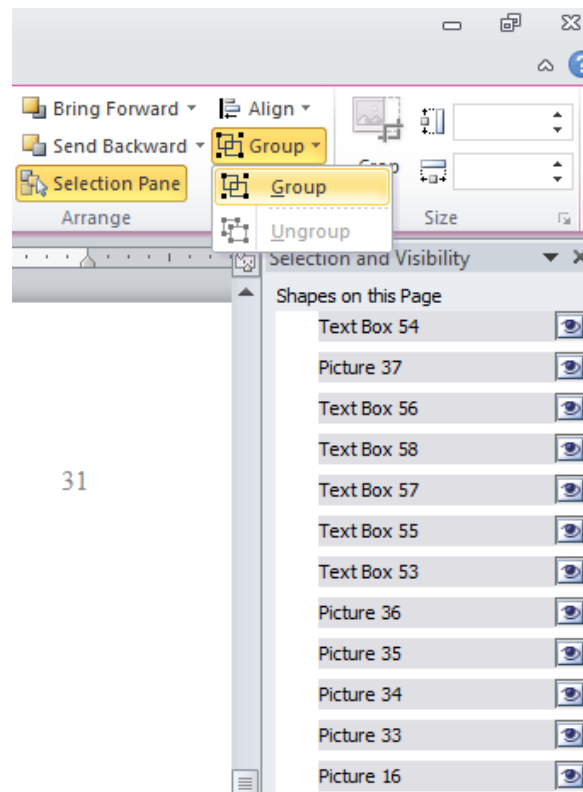 Bring Forward
Align
Send Backward
Group
Selection Pane
Group
Arrange
Size
Ungroup
Selection and Visibility
Shapes on this Page
Text Box 54
Picture 37
Text Box 56
Text Box 58
31
Text Box 57
Text Box 55
Text Box 53
Picture 36
Picture 35
Picture 34
Picture 33
Picture 16